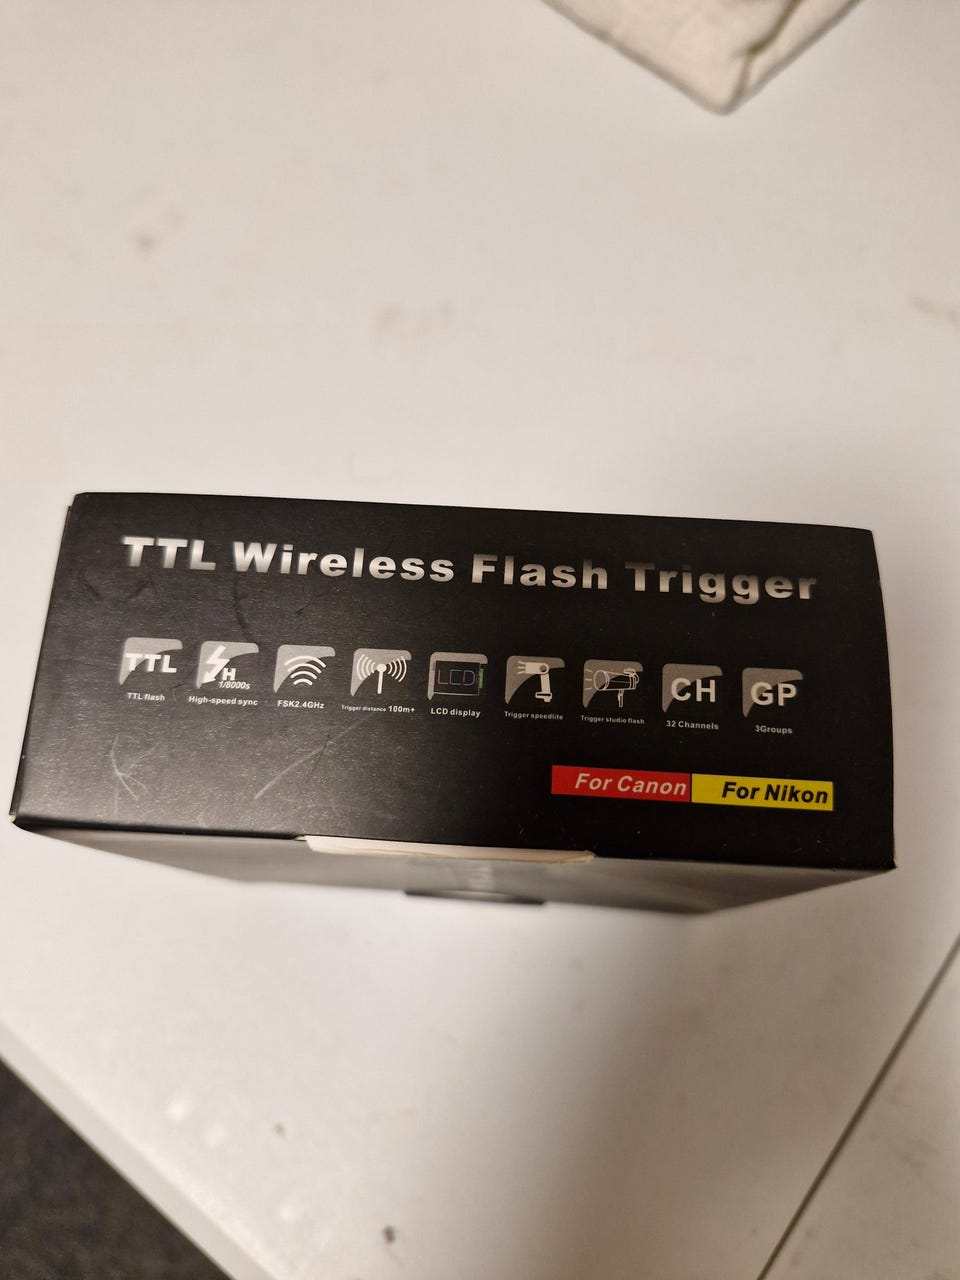 TTL Wireless Flash Trigger
TTL H 1/8000s LCD CH GP
TTL flash High-speed sync FSK2.4GHz Trigger distance 100m+ LCD display Trigger speedlite Trigger studio flash 32 Channels 3Groups
For Canon For Nikon